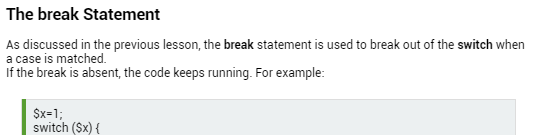 The break Statement
As discussed in the previous lesson, the break statement is used to break out of the switch when
a case is matched.
If the break is absent, the code keeps running. For example:
$x=1;
switch ($x) {